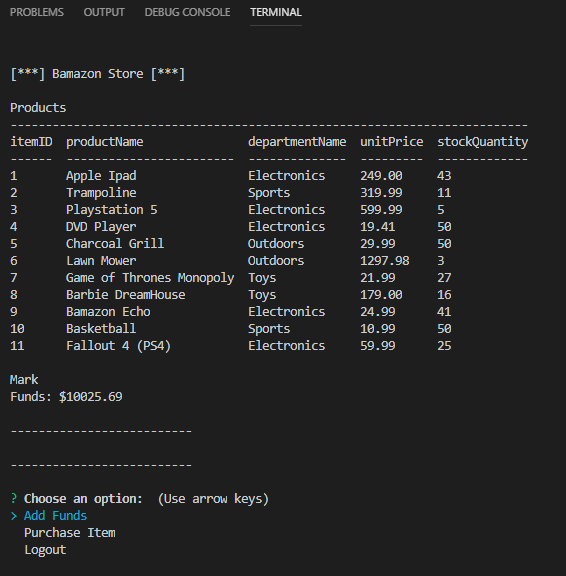 PROBLEMS OUTPUT DEBUG CONSOLE TERMINAL
[***] Bamazon Store [***]
Products
--------------------------------------------------------------------------
itemID  productName               departmentName  unitPrice  stockQuantity
------  ------------------------  --------------  ---------  -------------
1       Apple Ipad                Electronics     249.00     43
2       Trampoline                Sports          319.99     11
3       Playstation 5             Electronics     599.99     5
4       DVD Player                Electronics     19.41      50
5       Charcoal Grill            Outdoors        29.99      50
6       Lawn Mower                Outdoors        1297.98    3
7       Game of Thrones Monopoly  Toys            21.99      27
8       Barbie DreamHouse         Toys            179.00     16
9       Bamazon Echo              Electronics     24.99      41
10      Basketball                Sports          10.99      50
11      Fallout 4 (PS4)           Electronics     59.99      25
Mark
Funds: $10025.69
--------------------------
--------------------------
? Choose an option:  (Use arrow keys)
> Add Funds
  Purchase Item
  Logout